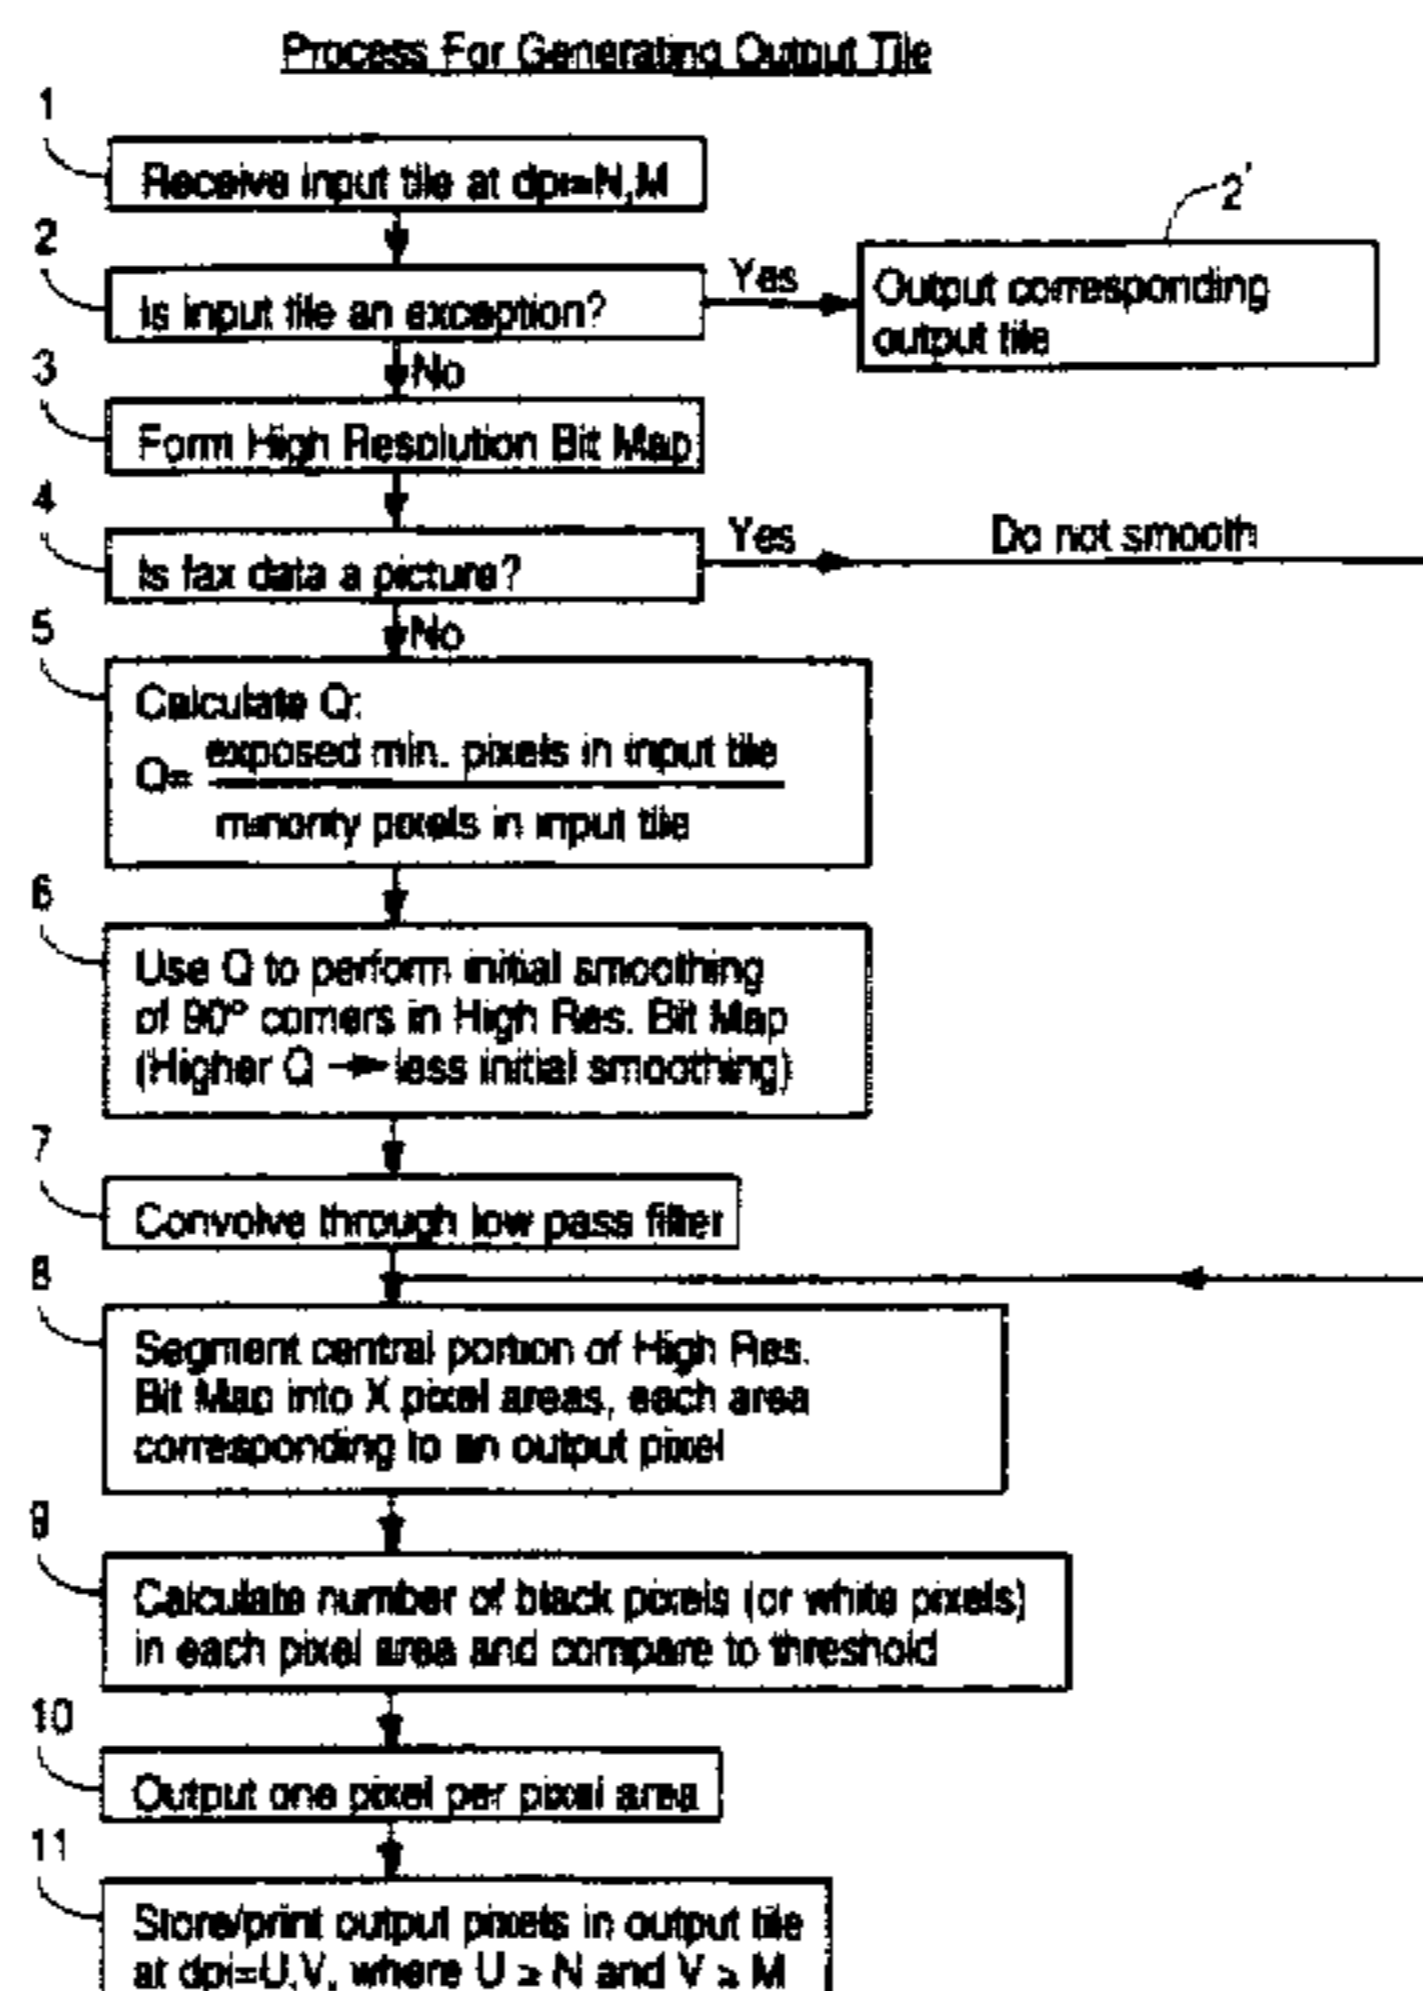 Process For Generating Output Tile
1
Receive input tile at dpi=N,M
2
Is input tile an exception?
Yes
2'
Output corresponding
output tile
No
3
Form High Resolution Bit Map
4
Is fax data a picture?
Yes
Do not smooth
No
5
Calculate Q:
Q= exposed min. pixels in input tile
minority pixels in input tile
6
Use Q to perform initial smoothing
of 90° corners in High Res. Bit Map
(Higher Q → less initial smoothing)
7
Convolve through low pass filter
8
Segment central portion of High Res.
Bit Map into X pixel areas, each area
corresponding to an output pixel
9
Calculate number of black pixels (or white pixels)
in each pixel area and compare to threshold
10
Output one pixel per pixel area
11
Store/print output pixels in output tile
at dpi=U,V, where U ≥ N and V ≥ M